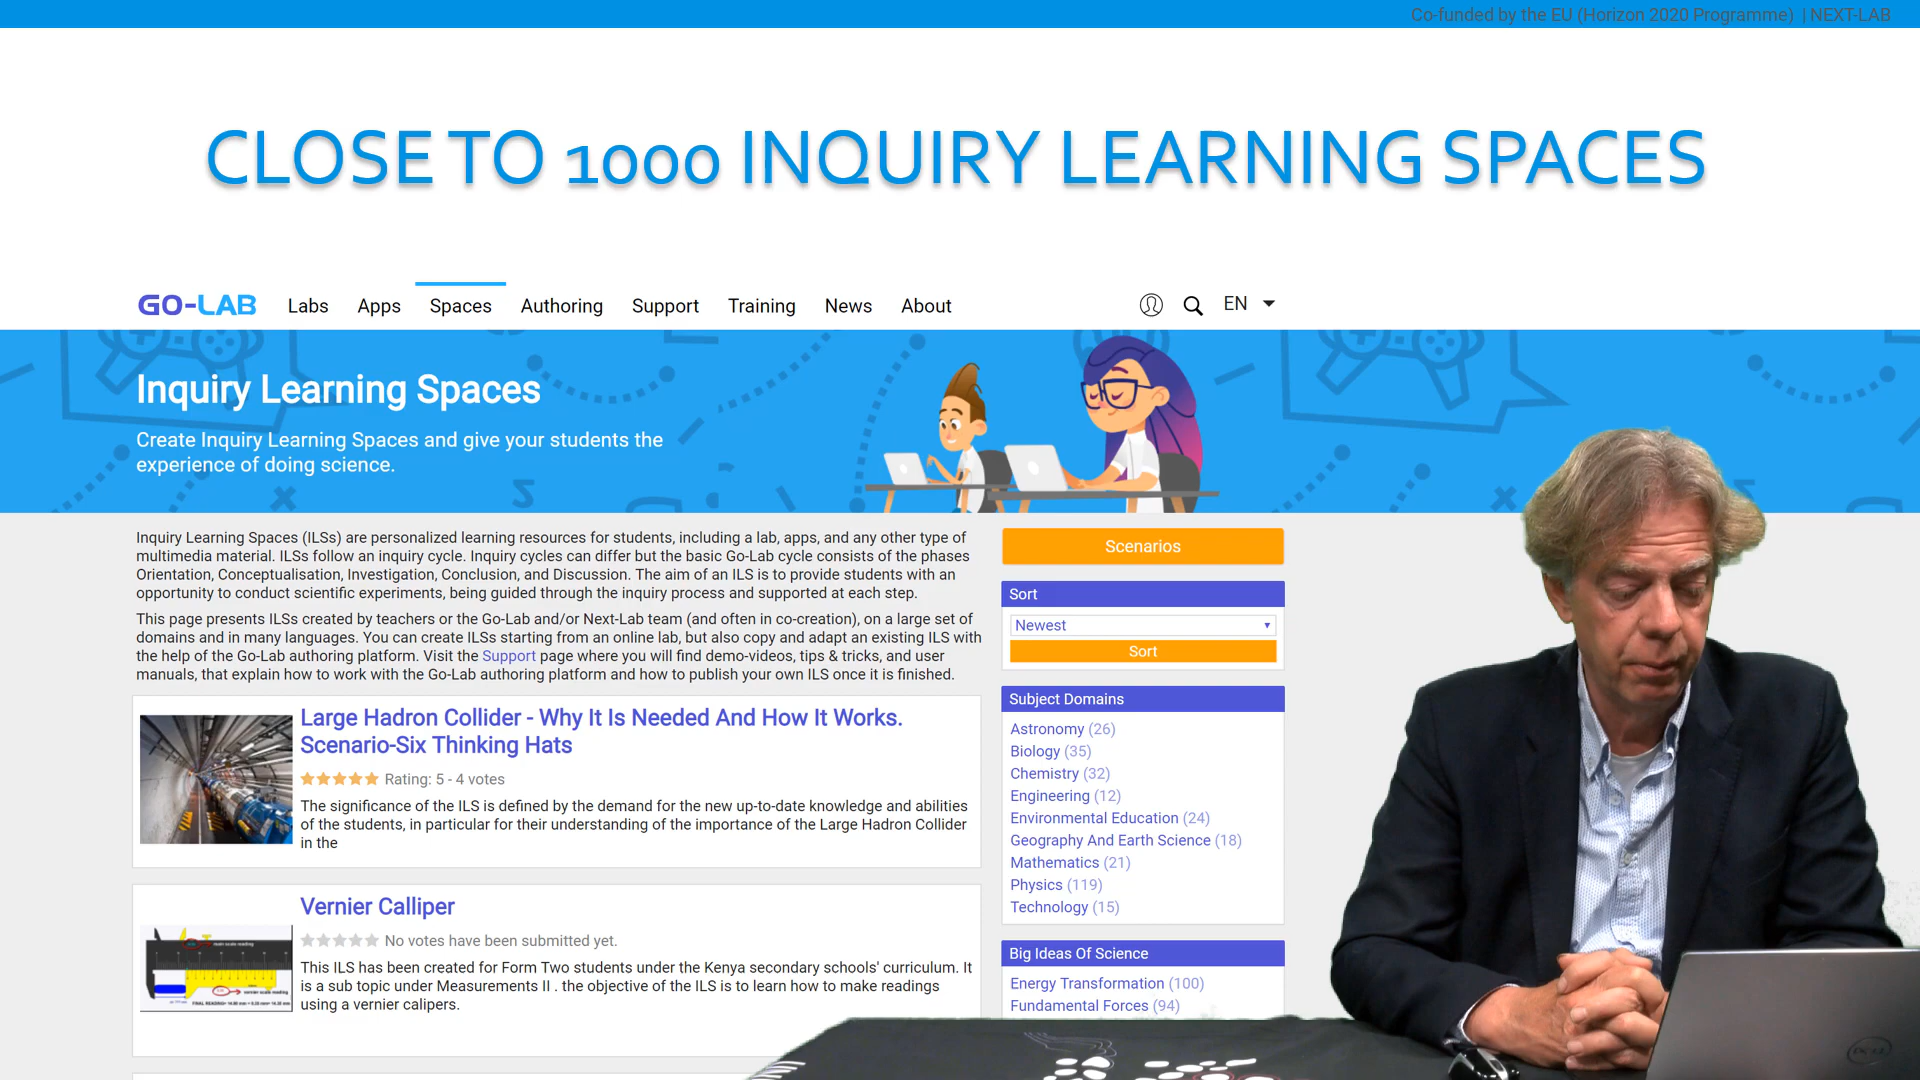 Co-funded by the EU (Horizon 2020 Programme) | NEXT-LAB
CLOSE TO 1000 INQUIRY LEARNING SPACES
GO-LAB Labs Apps Spaces Authoring Support Training News About EN
Inquiry Learning Spaces
Create Inquiry Learning Spaces and give your students the
experience of doing science.
Inquiry Learning Spaces (ILSs) are personalized learning resources for students, including a lab, apps, and any other type of
multimedia material. ILSs follow an inquiry cycle. Inquiry cycles can differ but the basic Go-Lab cycle consists of the phases
Orientation, Conceptualisation, Investigation, Conclusion, and Discussion. The aim of an ILS is to provide students with an
opportunity to conduct scientific experiments, being guided through the inquiry process and supported at each step.
This page presents ILSs created by teachers or the Go-Lab and/or Next-Lab team (and often in co-creation), on a large set of
domains and in many languages. You can create ILSs starting from an online lab, but also copy and adapt an existing ILS with
the help of the Go-Lab authoring platform. Visit the Support page where you will find demo-videos, tips & tricks, and user
manuals, that explain how to work with the Go-Lab authoring platform and how to publish your own ILS once it is finished.
Large Hadron Collider - Why It Is Needed And How It Works.
Scenario-Six Thinking Hats
Rating: 5 - 4 votes
The significance of the ILS is defined by the demand for the new up-to-date knowledge and abilities
of the students, in particular for their understanding of the importance of the Large Hadron Collider
in the
Vernier Calliper
No votes have been submitted yet.
This ILS has been created for Form Two students under the Kenya secondary schools' curriculum. It
is a sub topic under Measurements II . the objective of the ILS is to learn how to make readings
using a vernier calipers.
Scenarios
Sort
Newest
Sort
Subject Domains
Astronomy (26)
Biology (35)
Chemistry (32)
Engineering (12)
Environmental Education (24)
Geography And Earth Science (18)
Mathematics (21)
Physics (119)
Technology (15)
Big Ideas Of Science
Energy Transformation (100)
Fundamental Forces (94)
DELL